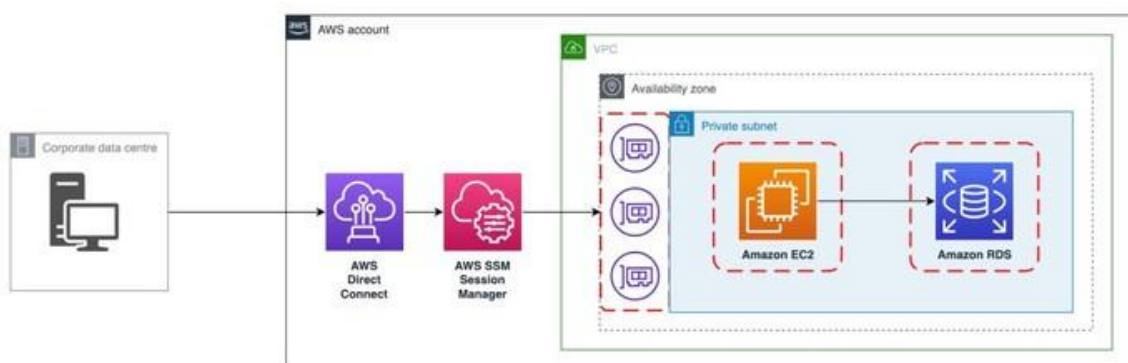 aws
AWS account
VPC
Availability zone
Private subnet
Corporate data centre
AWS
Direct
Connect
AWS SSM
Session
Manager
Amazon EC2
Amazon RDS